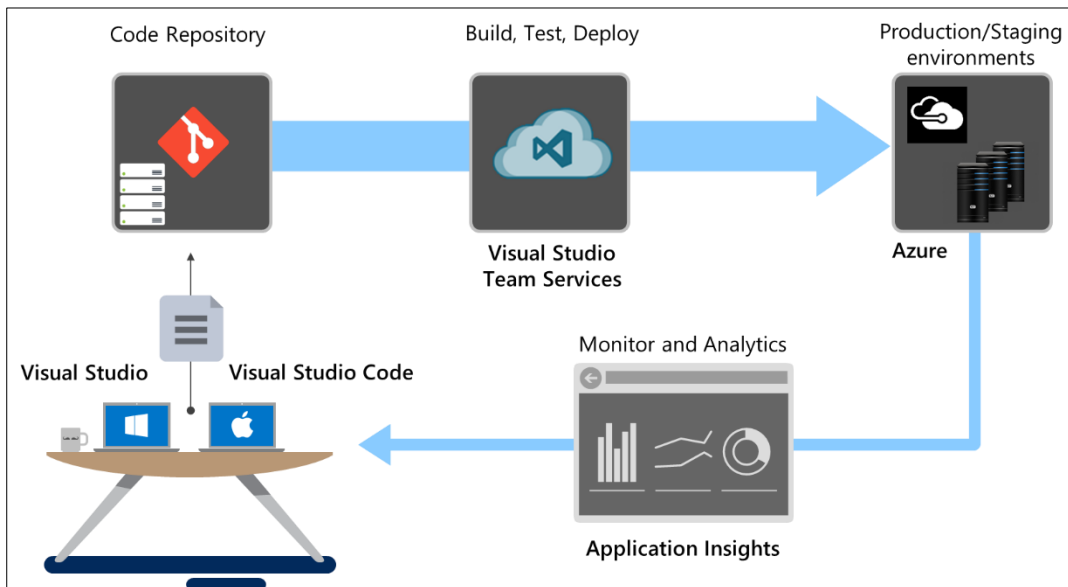 Code Repository
Build, Test, Deploy
Production/Staging
environments
Visual Studio
Team Services
Azure
Monitor and Analytics
Visual Studio
Visual Studio Code
Application Insights